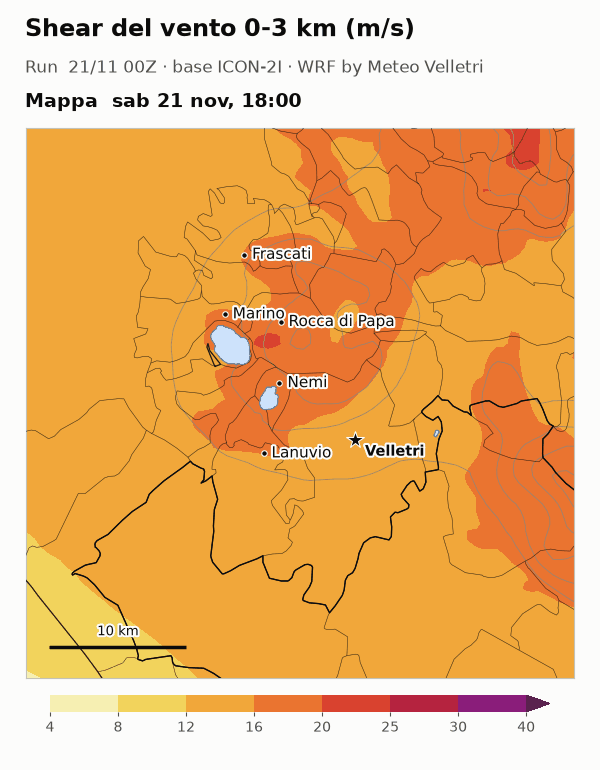 Shear del vento 0-3 km (m/s)
Run  21/11 00Z · base ICON-2I · WRF by Meteo Velletri
Mappa  sab 21 nov, 18:00
Frascati
Marino
Rocca di Papa
Nemi
Velletri
Lanuvio
10 km
4 8 12 16 20 25 30 40